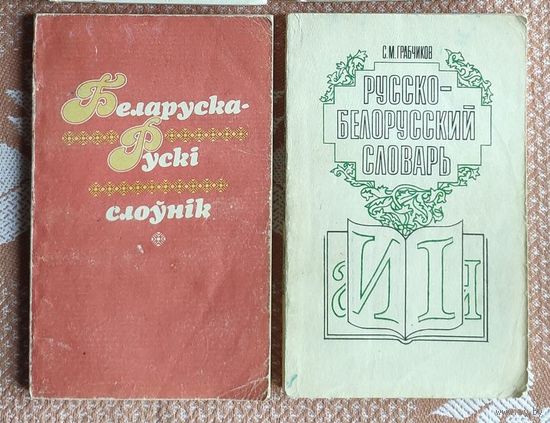 Беларуска-
Рускі
слоўнік
С.М.ГРАБЧИКОВ
РУССКО-
БЕЛОРУССКИЙ
СЛОВАРЬ
И І